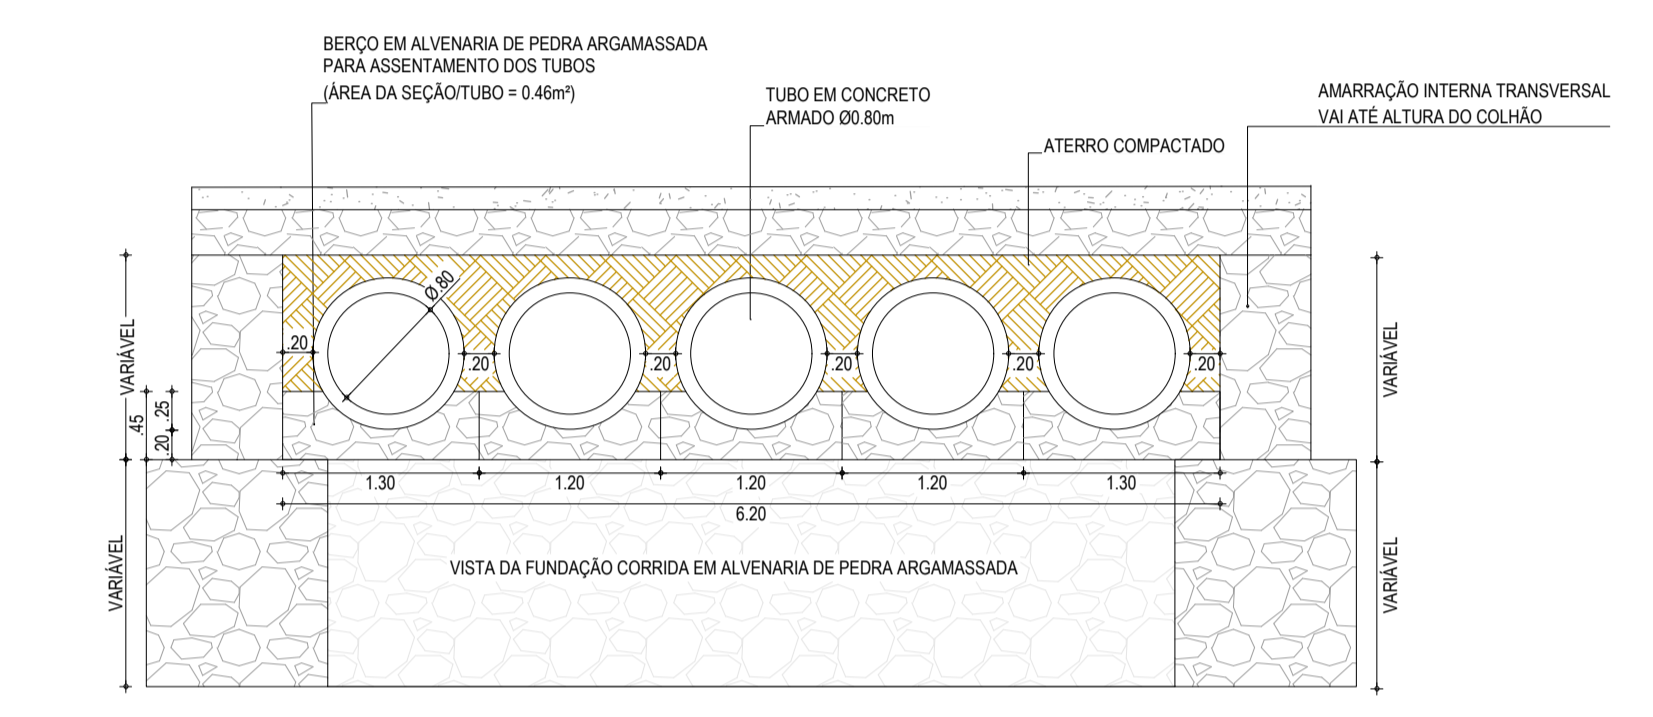 BERÇO EM ALVENARIA DE PEDRA ARGAMASSADA
PARA ASSENTAMENTO DOS TUBOS
(ÁREA DA SEÇÃO/TUBO = 0.46m²)
TUBO EM CONCRETO
ARMADO Ø0.80m
AMARRAÇÃO INTERNA TRANSVERSAL
VAI ATÉ ALTURA DO COLHÃO
ATERRO COMPACTADO
Ø.80
VARIÁVEL
.20
.20
.20
.20
.20
.20
VARIÁVEL
.45
.25
.20
1.30
1.20
1.20
1.20
1.30
6.20
VARIÁVEL
VISTA DA FUNDAÇÃO CORRIDA EM ALVENARIA DE PEDRA ARGAMASSADA
VARIÁVEL